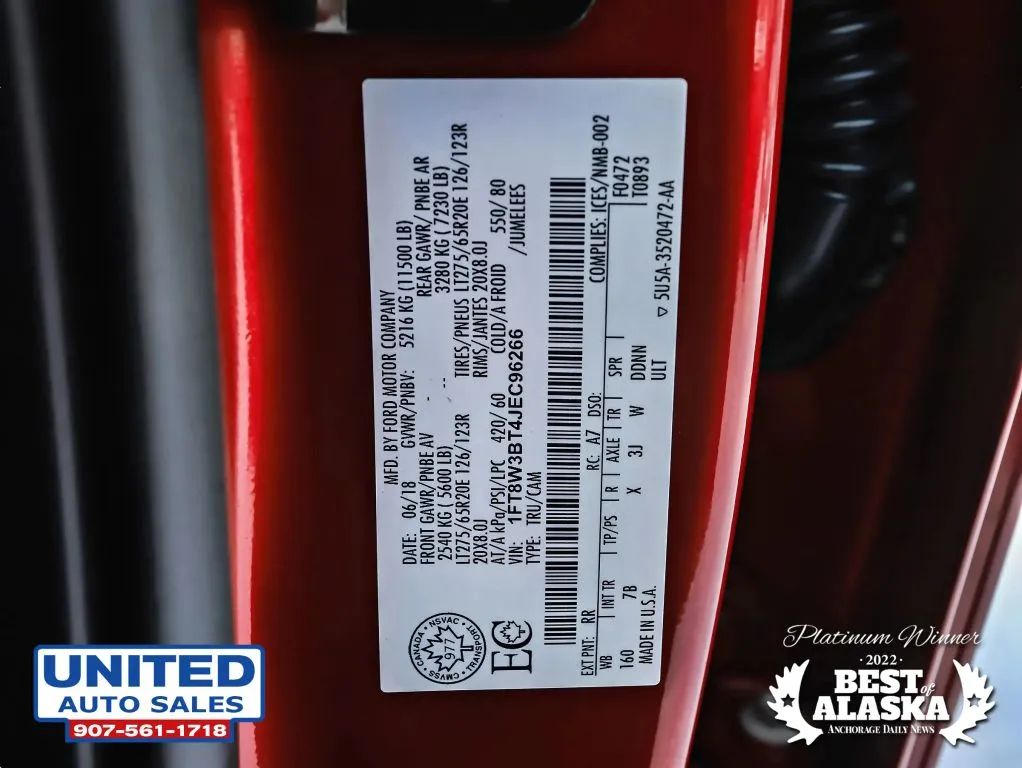 MFD. BY FORD MOTOR COMPANY
DATE: 06/18 GVWR/PNBV: 5216 KG (11500 LB)
FRONT GAWR/PNBE AV REAR GAWR/ PNBE AR
2540 KG ( 5600 LB) 3280 KG ( 7230 LB)
LT275/65R20E 126/123R TIRES/PNEUS LT275/65R20E 126/123R
20X8.0J RIMS/JANTES 20X8.0J
AT/A kPa/PSI/LPC 420/ 60 COLD/A FROID 550/ 80
VIN: 1FT8W3BT4JEC96266 /JUMELEES
TYPE: TRU/CAM
CMVSS CANADA • NSVAC • TRANSPORT
977
T
EC
COMPLIES: ICES/NMB-002
EXT PNT: RR RC: A7 DSO: F0472
WB INT TR TP/PS R AXLE TR SPR T0893
160 7B X 3J W DDNN
MADE IN U.S.A. ULT
▽ 5U5A-3520472-AA
UNITED
AUTO SALES
907-561-1718
Platinum Winner
·2022·
BEST of
ALASKA
ANCHORAGE DAILY NEWS